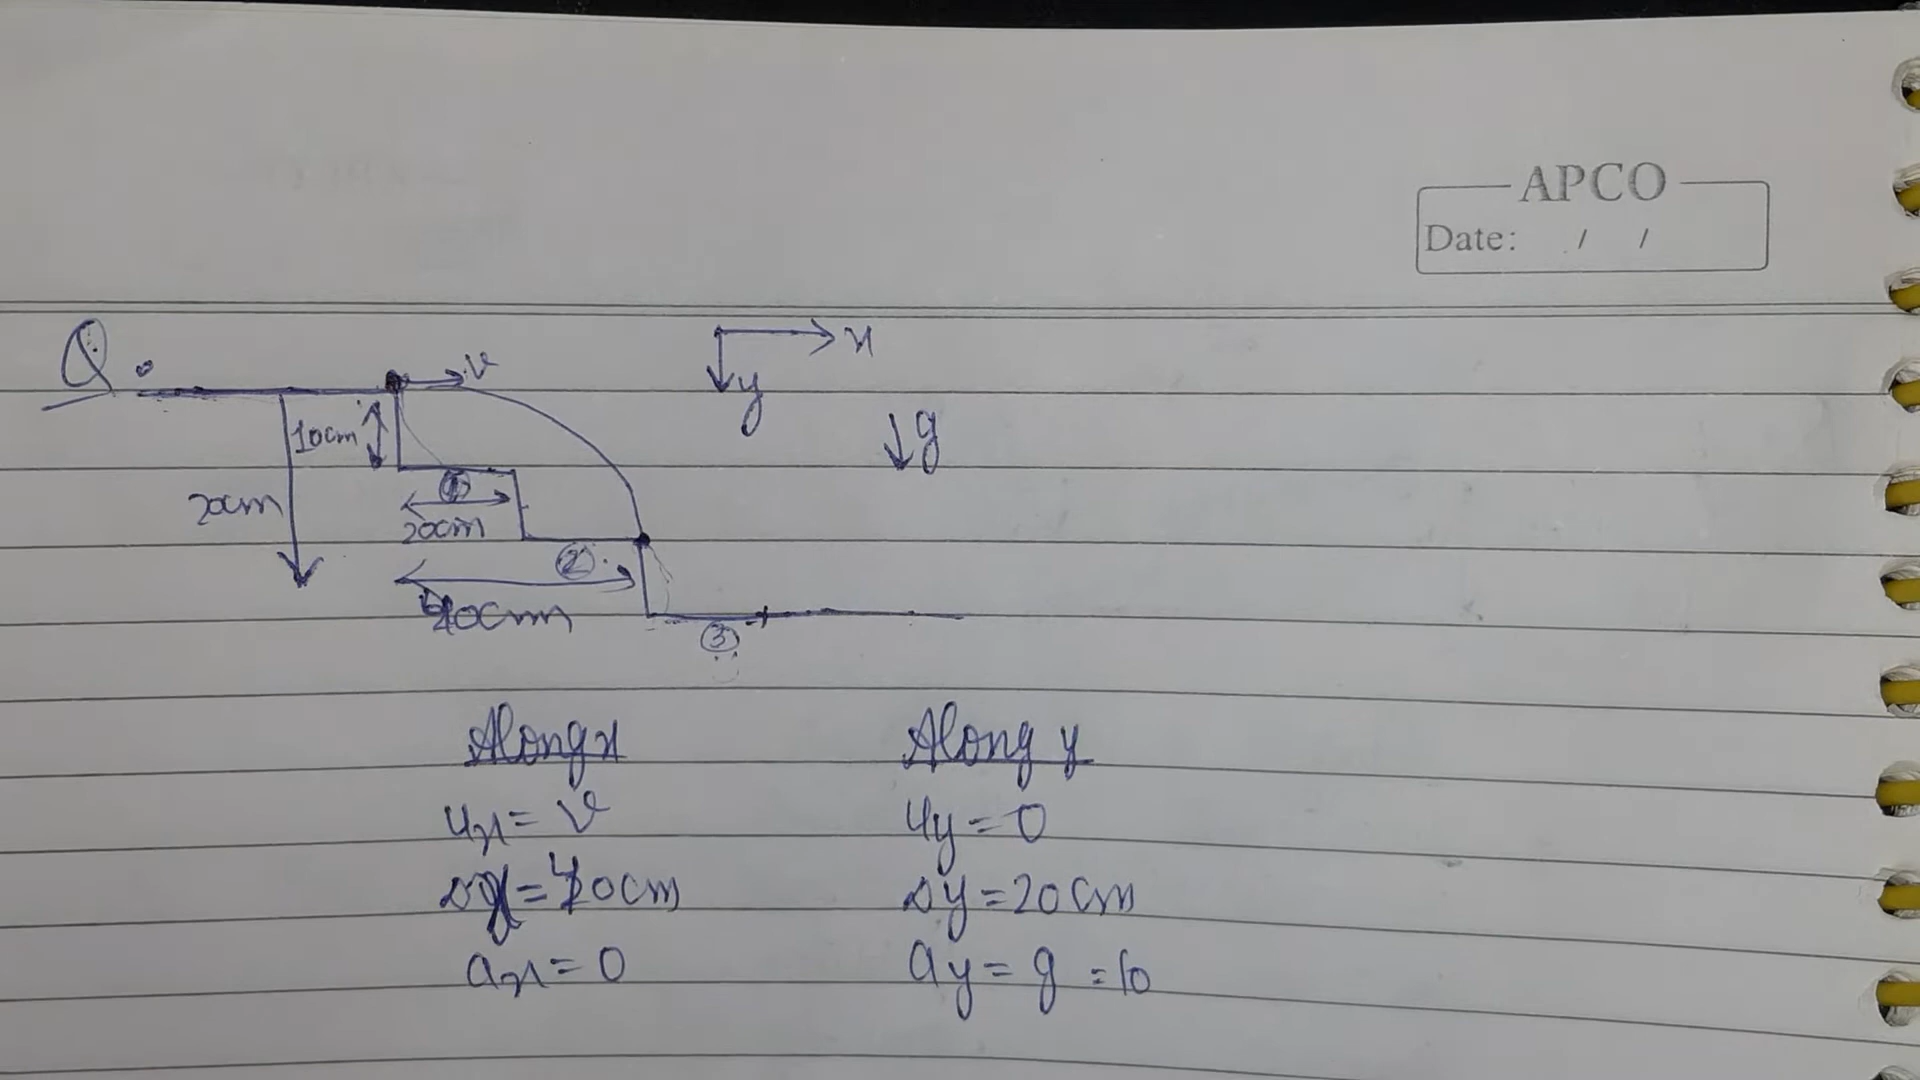 APCO
Date: / /
Q.
v
x
y
g
10cm
20cm
①
20cm
②
40cm
③
Along x
Along y
ux = v
uy = 0
Δx = 40cm
Δy = 20cm
ax = 0
ay = g = 10